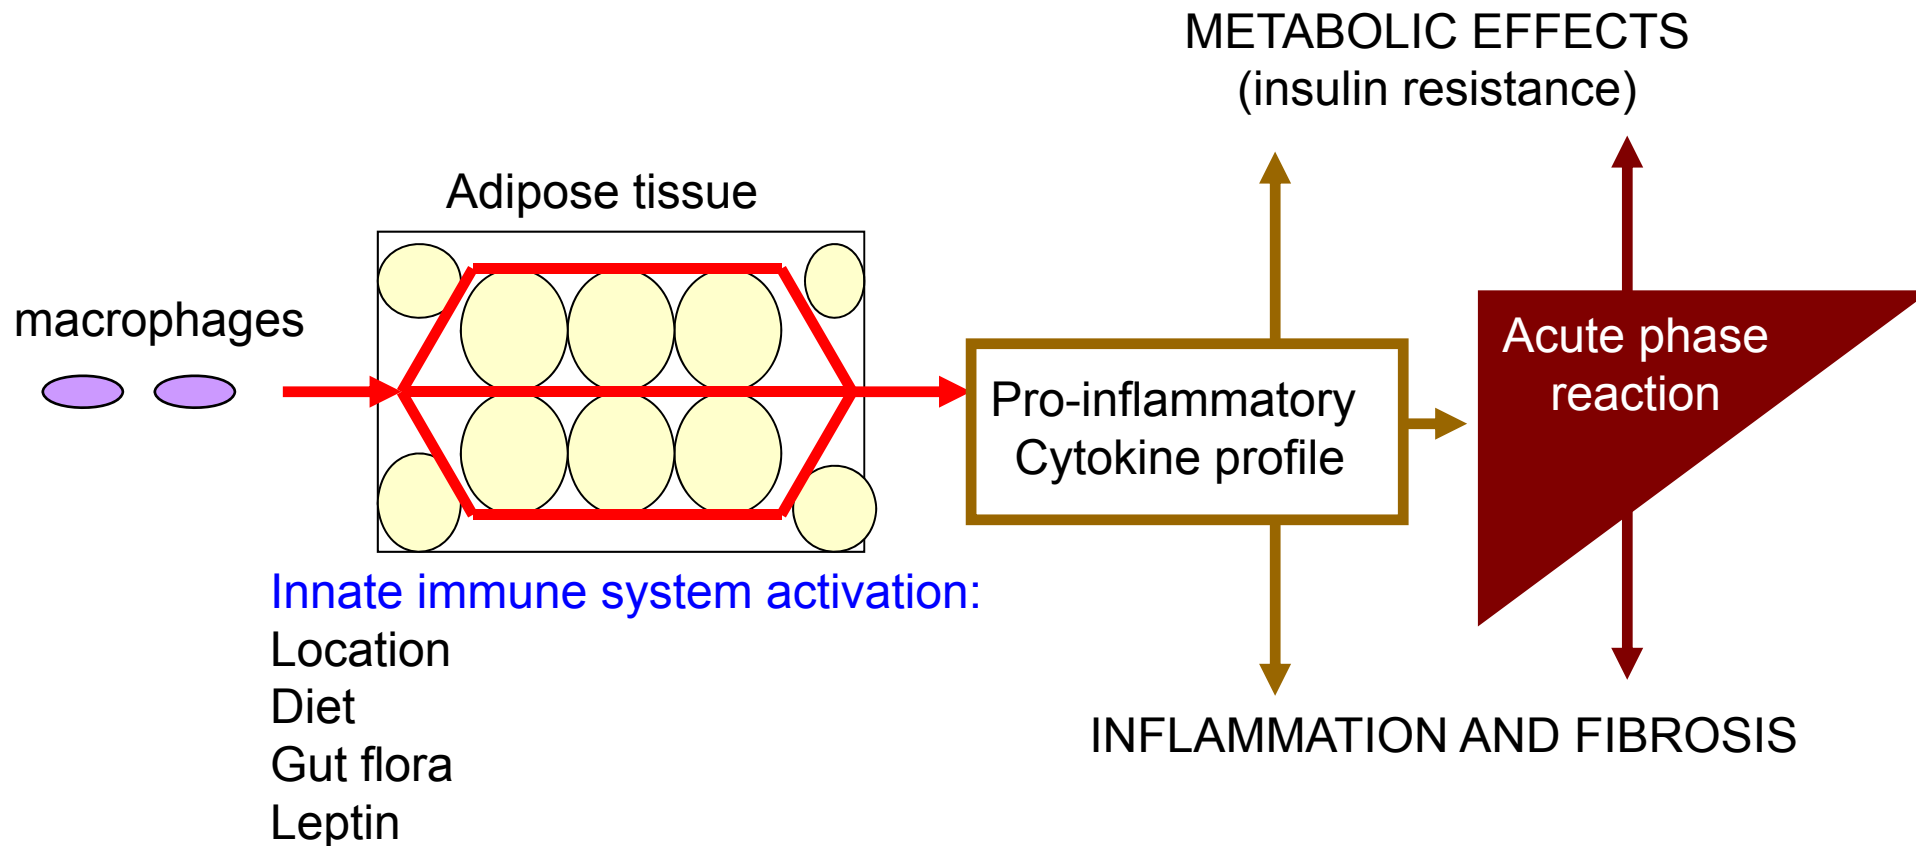 METABOLIC EFFECTS
(insulin resistance)
Adipose tissue
macrophages
Acute phase
reaction
Pro-inflammatory
Cytokine profile
Innate immune system activation:
Location
Diet
Gut flora
Leptin
INFLAMMATION AND FIBROSIS